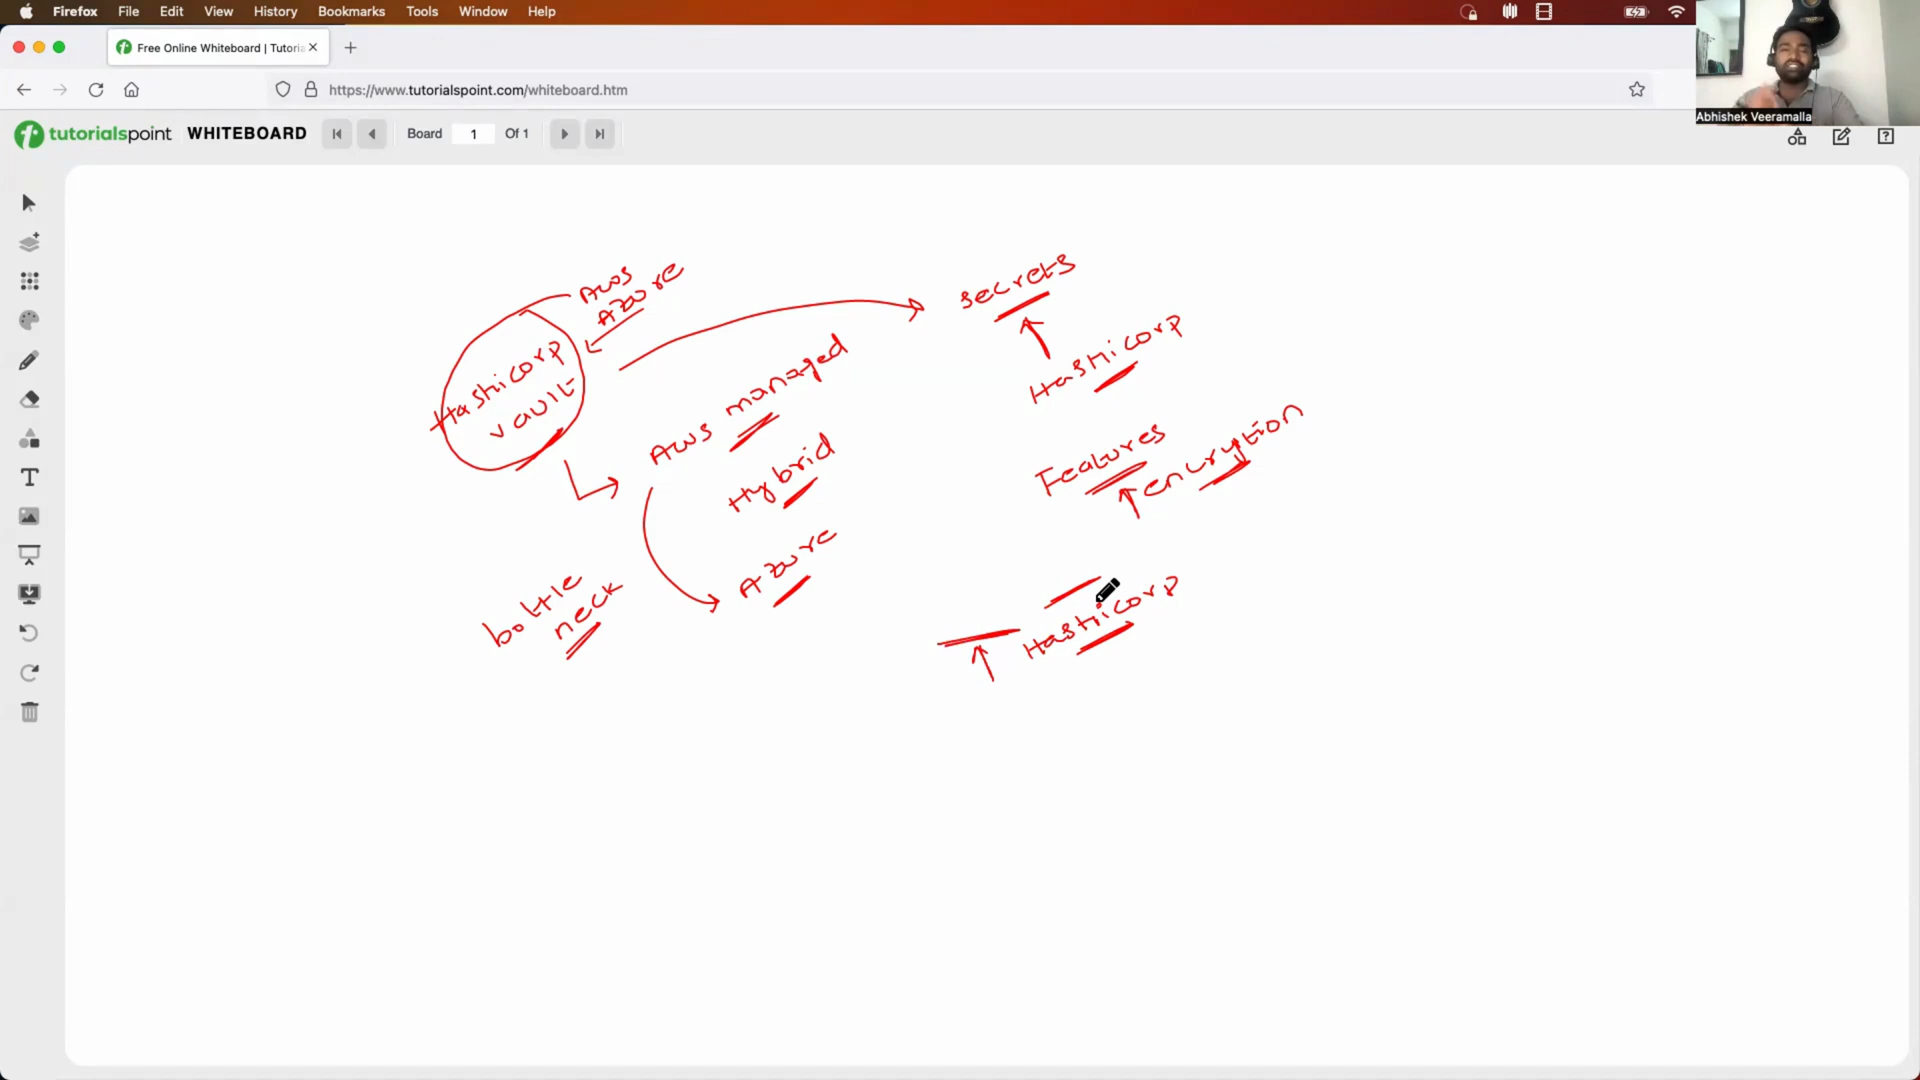 Firefox File Edit View History Bookmarks Tools Window Help
Free Online Whiteboard | Tutoria
https://www.tutorialspoint.com/whiteboard.htm
Abhishek Veeramalla
tutorialspoint WHITEBOARD Board 1 Of 1
AWS
Azure
Hashicorp
vault
secrets
Hashicorp
AWS managed
Hybrid
Azure
Features
encryption
bottle
neck
Hashicorp